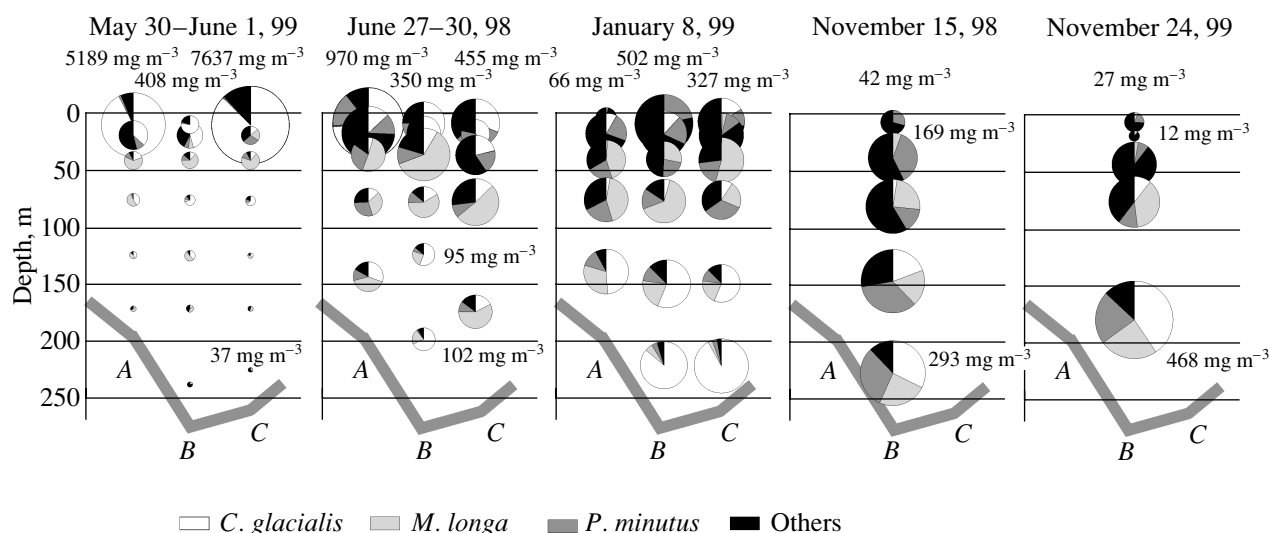 May 30–June 1, 99
June 27–30, 98
January 8, 99
November 15, 98
November 24, 99
5189 mg m⁻³ 7637 mg m⁻³
408 mg m⁻³
970 mg m⁻³ 455 mg m⁻³
350 mg m⁻³
502 mg m⁻³
66 mg m⁻³ 327 mg m⁻³
42 mg m⁻³
27 mg m⁻³
Depth, m
0
50
100
150
200
250
37 mg m⁻³
A
B
C
95 mg m⁻³
102 mg m⁻³
A
B
C
A
B
C
169 mg m⁻³
293 mg m⁻³
A
B
C
12 mg m⁻³
468 mg m⁻³
A
B
C
C. glacialis M. longa P. minutus Others